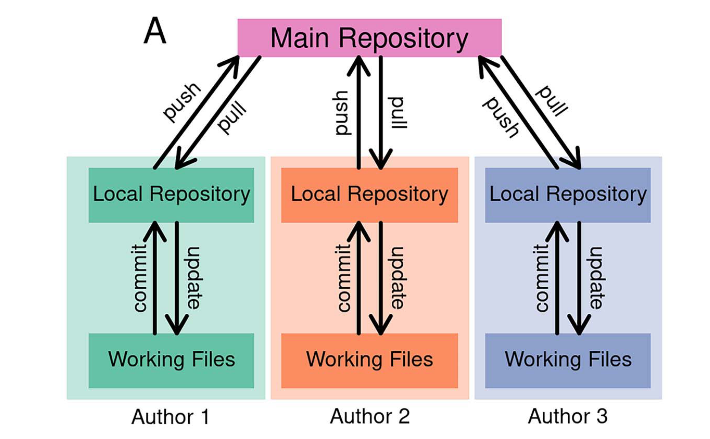 A
Main Repository
push
pull
push
pull
push
pull
Local Repository
Local Repository
Local Repository
commit
update
commit
update
commit
update
Working Files
Working Files
Working Files
Author 1
Author 2
Author 3